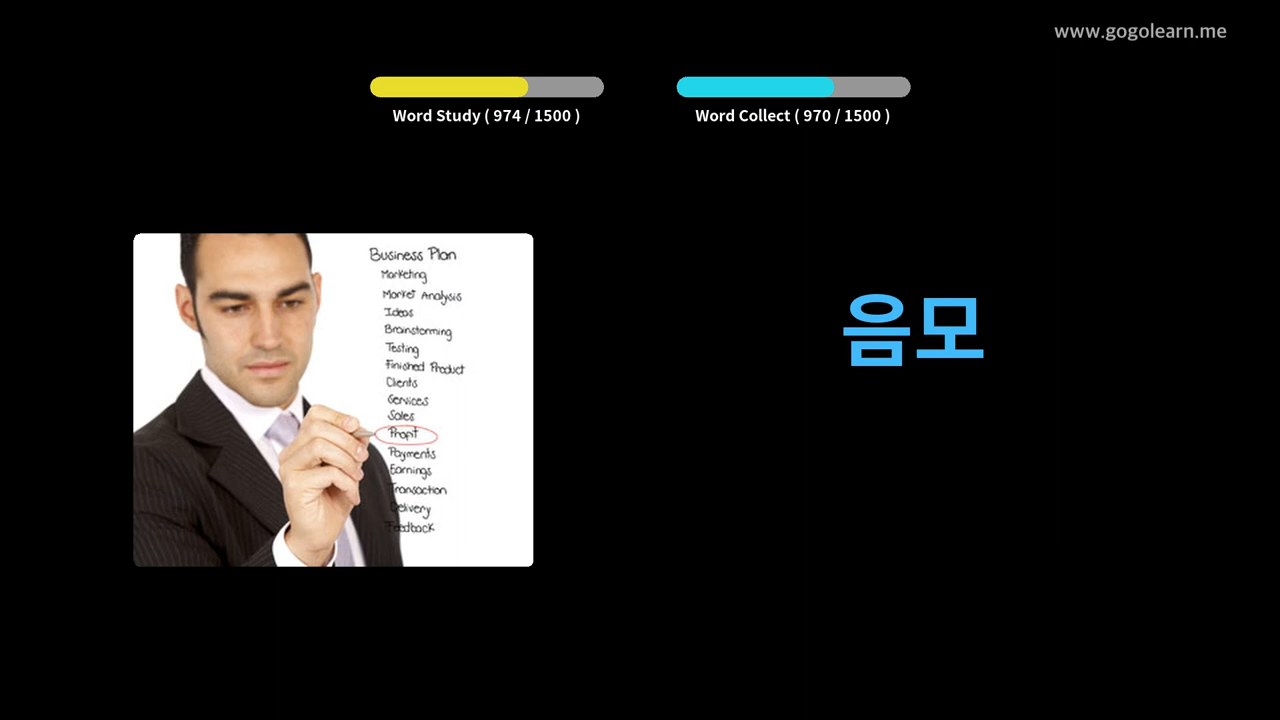 www.gogolearn.me
Word Study ( 974 / 1500 )
Word Collect ( 970 / 1500 )
Business Plan
Marketing
Market Analysis
Ideas
Brainstorming
Testing
Finished Product
Clients
Services
Sales
Profit
Payments
Earnings
Transaction
Delivery
Feedback
음모